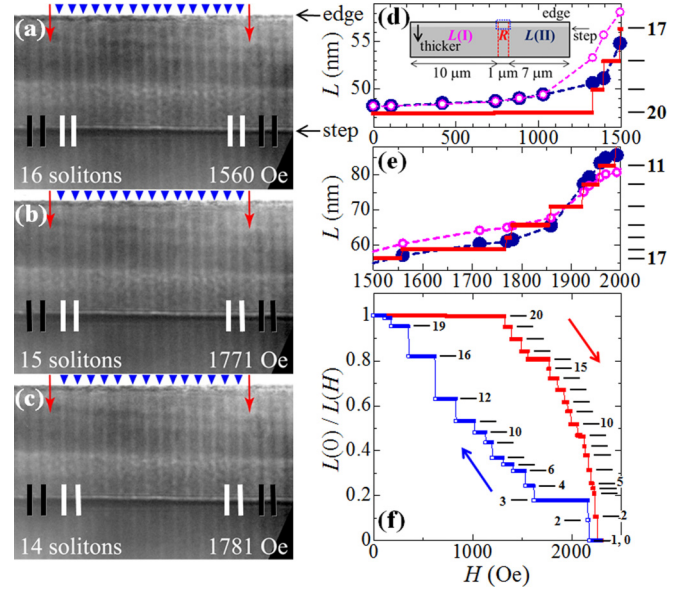 (a)
edge
step
16 solitons 1560 Oe
(b)
15 solitons 1771 Oe
(c)
14 solitons 1781 Oe
(d)
L (nm)
55
50
edge
L(I) R L(II)
step
thicker
10 μm 1 μm 7 μm
17
20
0 500 1000 1500
(e)
L (nm)
80
70
60
11
17
1500 1600 1700 1800 1900 2000
(f)
L(0) / L(H)
1
0.8
0.6
0.4
0.2
0
20
19
16
15
12
10
10
6
5
4
3
2
2
1, 0
0 1000 2000
H (Oe)